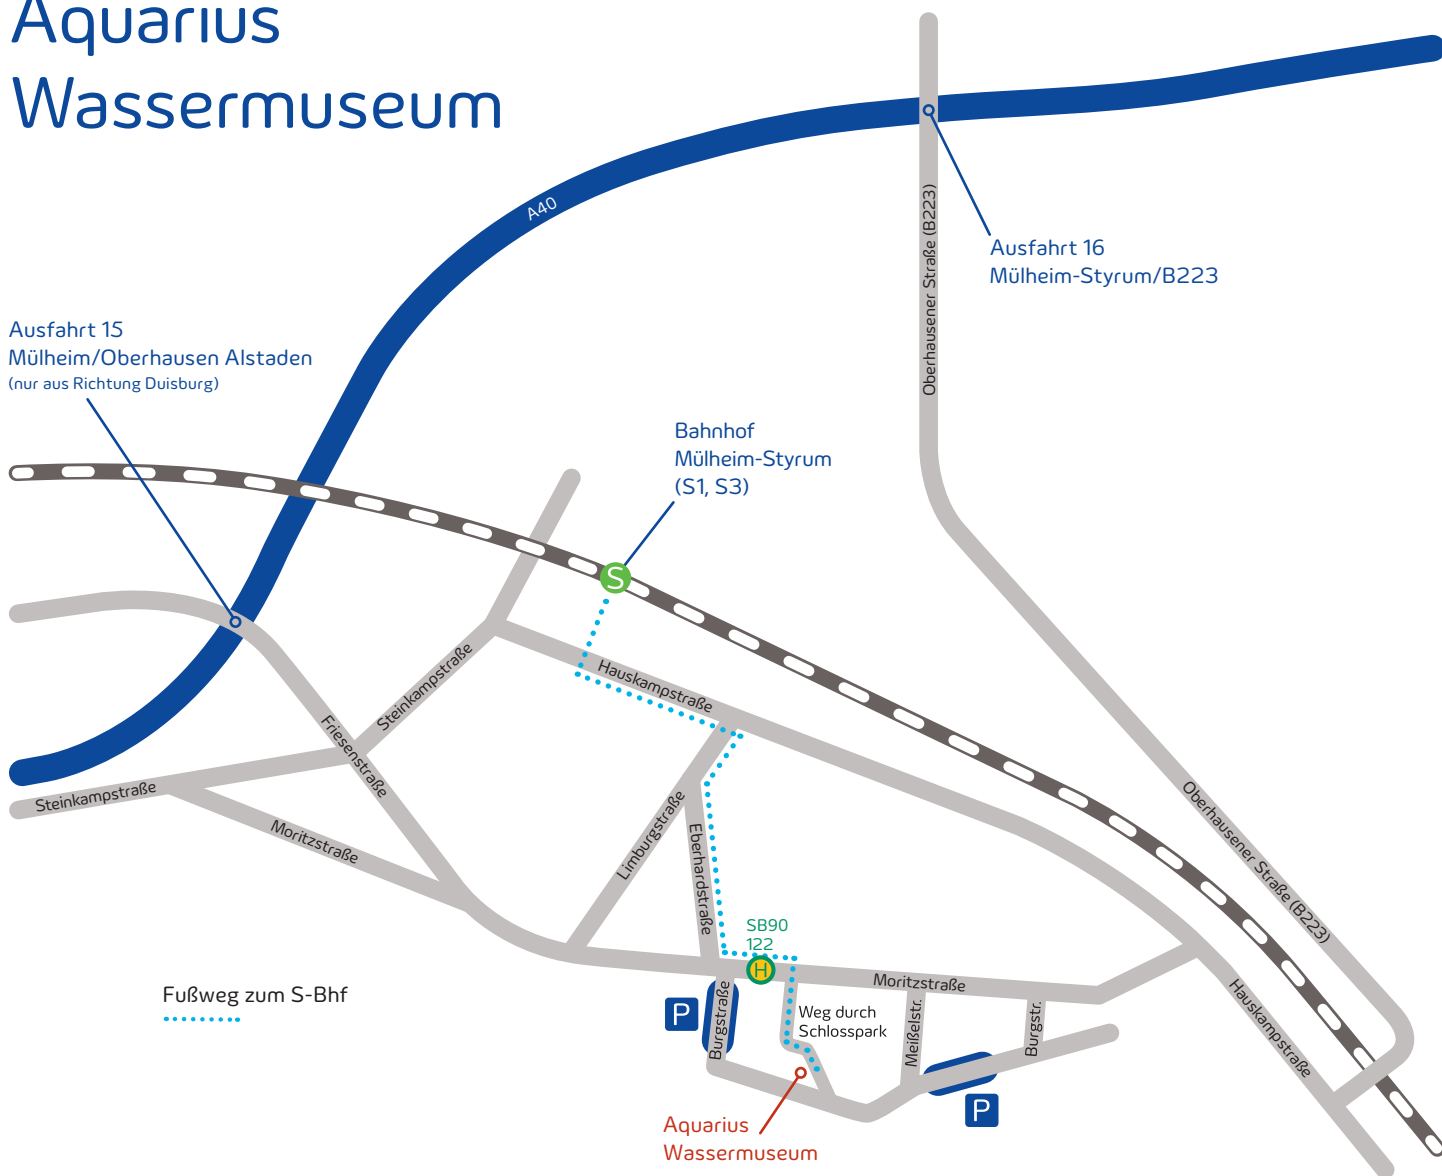 Aquarius
Wassermuseum
A40
Oberhausener Straße (B223)
Ausfahrt 16
Mülheim-Styrum/B223
Ausfahrt 15
Mülheim/Oberhausen Alstaden
(nur aus Richtung Duisburg)
Bahnhof
Mülheim-Styrum
(S1, S3)
S
Steinkampstraße
Hauskampstraße
Friesenstraße
Steinkampstraße
Moritzstraße
Limburgstraße
Eberhardstraße
Oberhausener Straße (B223)
SB90
122
H
Moritzstraße
Hauskampstraße
Fußweg zum S-Bhf
P
Burgstraße
Weg durch
Schlosspark
Meißelstr.
Burgstr.
P
Aquarius
Wassermuseum